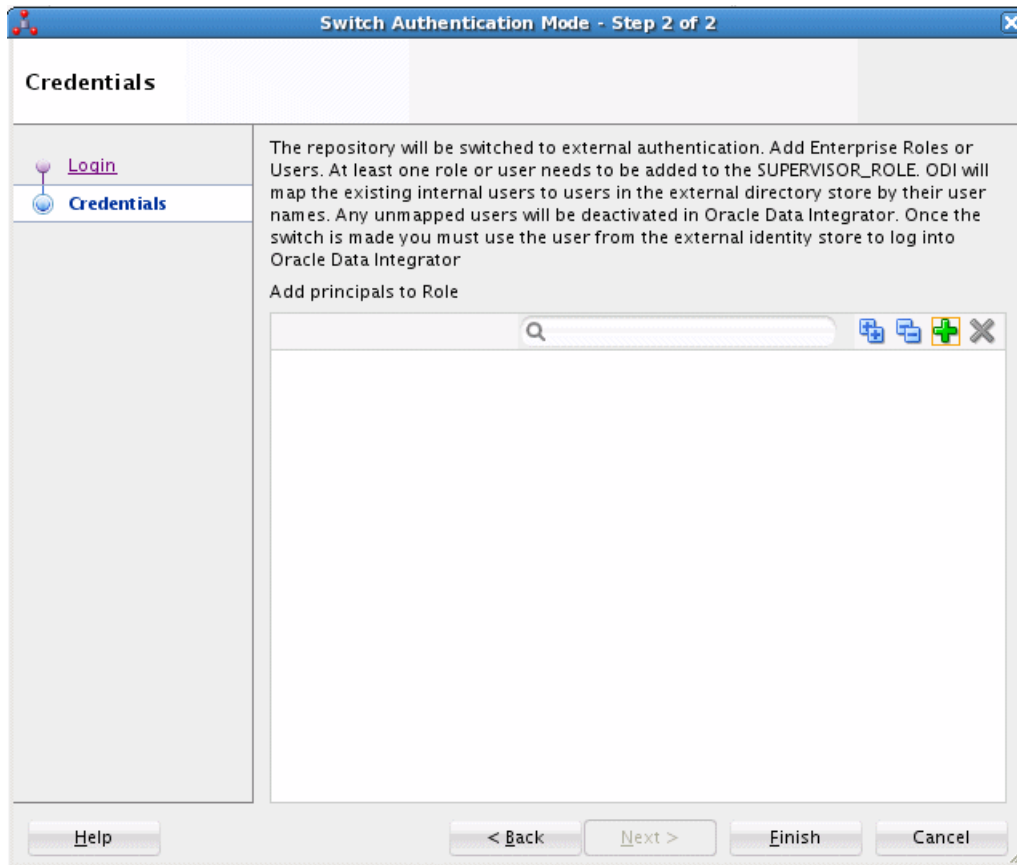 Switch Authentication Mode - Step 2 of 2
Credentials
Login
Credentials
The repository will be switched to external authentication. Add Enterprise Roles or
Users. At least one role or user needs to be added to the SUPERVISOR_ROLE. ODI will
map the existing internal users to users in the external directory store by their user
names. Any unmapped users will be deactivated in Oracle Data Integrator. Once the
switch is made you must use the user from the external identity store to log into
Oracle Data Integrator
Add principals to Role
Help
< Back
Next >
Finish
Cancel